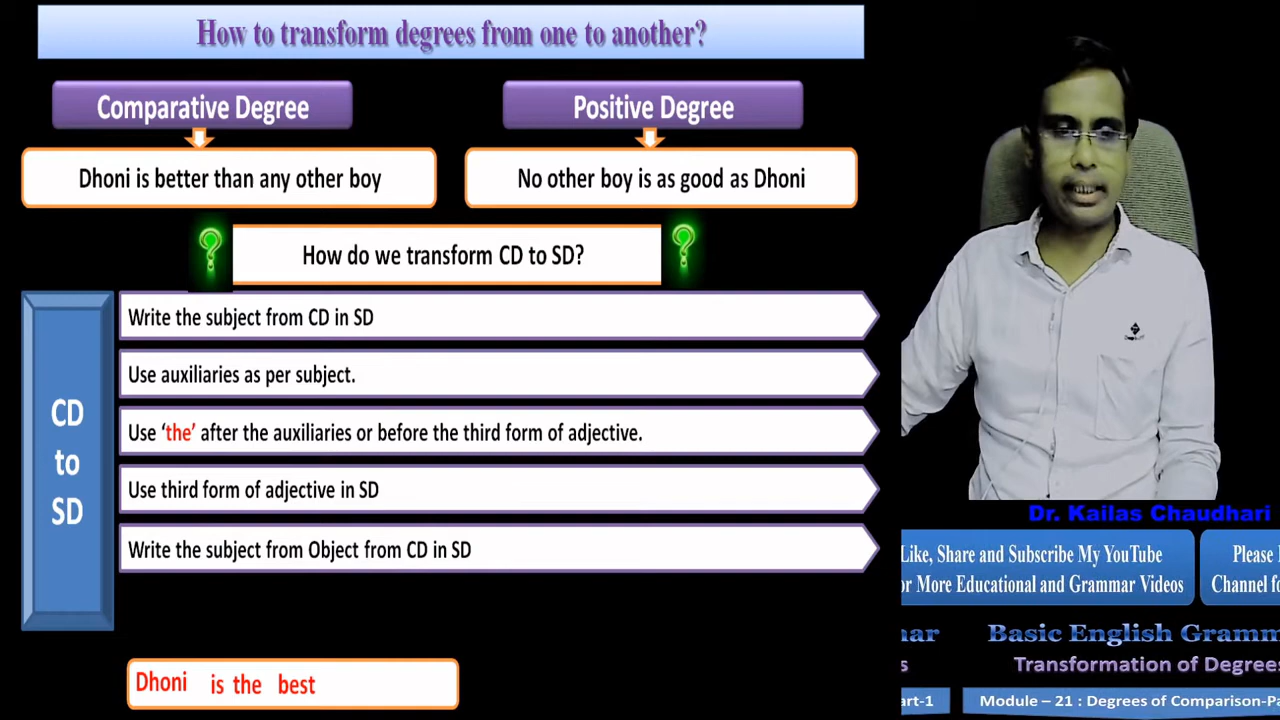 How to transform degrees from one to another?
Comparative Degree
Positive Degree
Dhoni is better than any other boy
No other boy is as good as Dhoni
How do we transform CD to SD?
CD
to
SD
Write the subject from CD in SD
Use auxiliaries as per subject.
Use ‘the’ after the auxiliaries or before the third form of adjective.
Use third form of adjective in SD
Write the subject from Object from CD in SD
Dhoni is the best
Dr. Kailas Chaudhari
Like, Share and Subscribe My YouTube
or More Educational and Grammar Videos
Please
Channel fo
ar
Basic English Gramm
s
Transformation of Degrees
art-1
Module – 21 : Degrees of Comparison-Pa